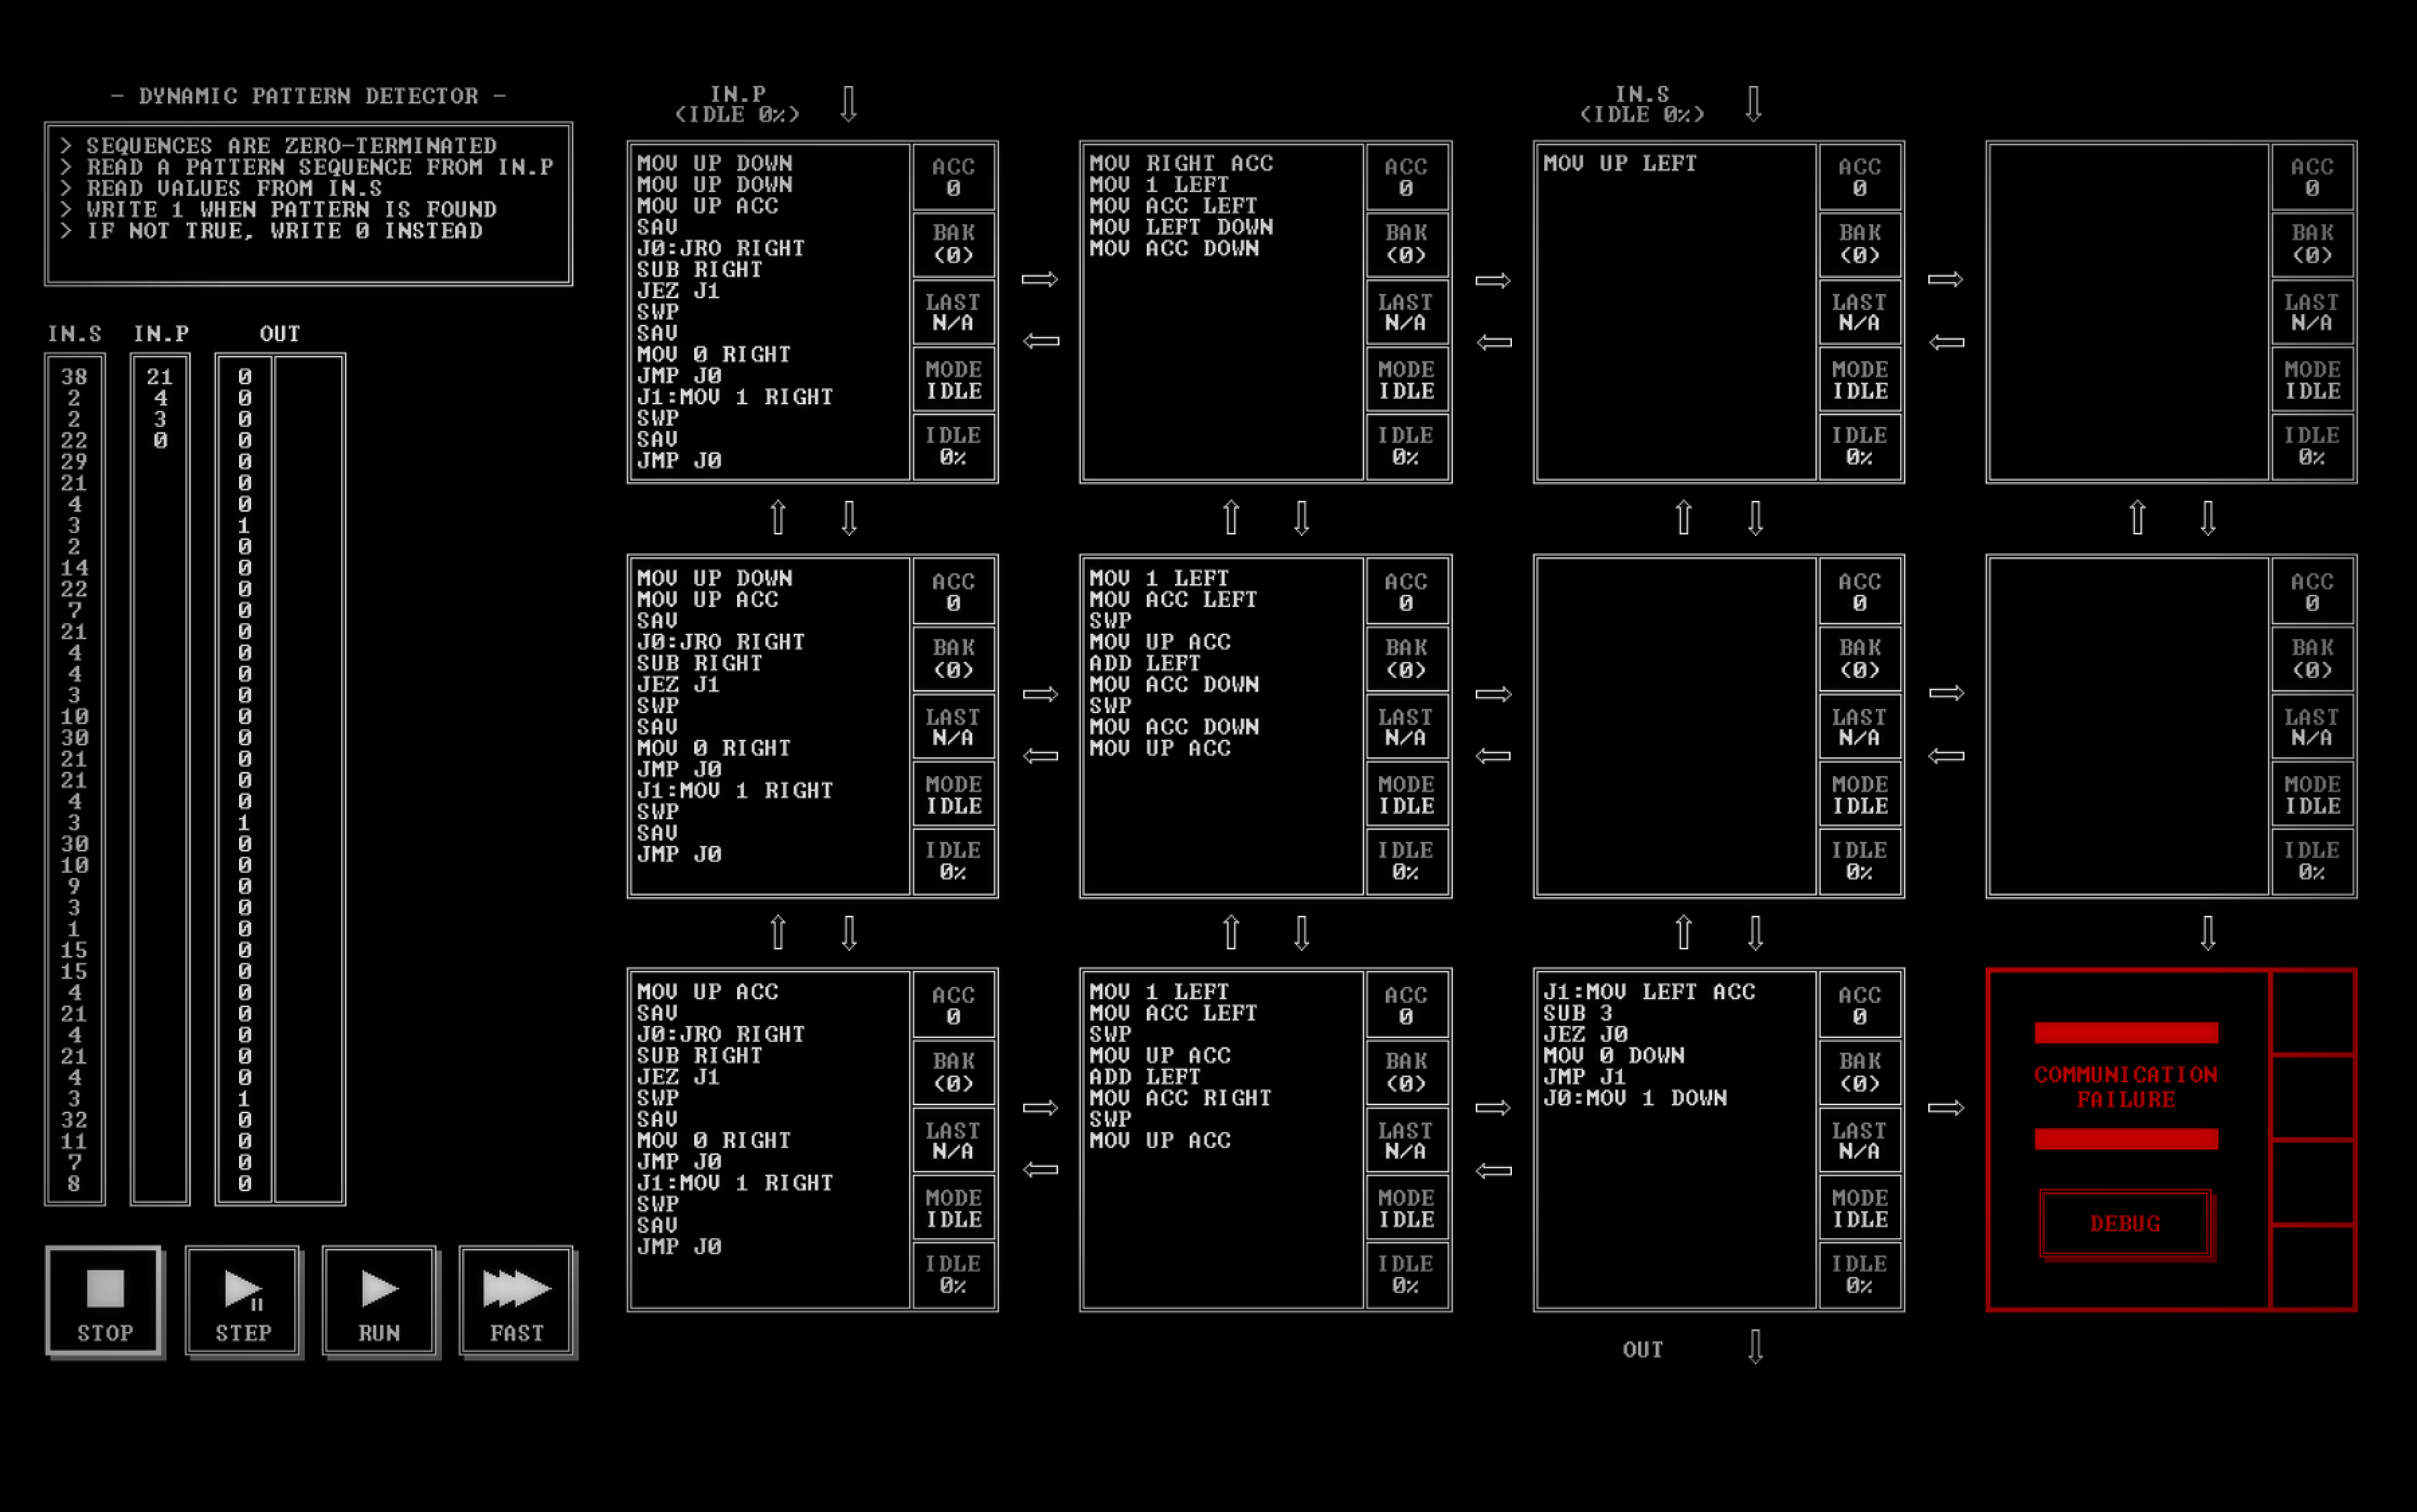 - DYNAMIC PATTERN DETECTOR -
> SEQUENCES ARE ZERO-TERMINATED
> READ A PATTERN SEQUENCE FROM IN.P
> READ VALUES FROM IN.S
> WRITE 1 WHEN PATTERN IS FOUND
> IF NOT TRUE, WRITE 0 INSTEAD
IN.S IN.P OUT
38 21 0
2 4 0
2 3 0
22 0 0
29 0
21 0
4 0
3 1
2 0
14 0
22 0
7 0
21 0
4 0
4 0
3 0
10 0
30 0
21 0
21 0
4 0
3 1
30 0
10 0
9 0
3 0
1 0
15 0
15 0
4 0
21 0
4 0
21 0
4 0
3 1
32 0
11 0
7 0
8 0
STOP
STEP
RUN
FAST
IN.P
(IDLE 0%)
IN.S
(IDLE 0%)
MOV UP DOWN
MOV UP DOWN
MOV UP ACC
SAV
J0:JRO RIGHT
SUB RIGHT
JEZ J1
SWP
SAV
MOV 0 RIGHT
JMP J0
J1:MOV 1 RIGHT
SWP
SAV
JMP J0
ACC
0
BAK
(0)
LAST
N/A
MODE
IDLE
IDLE
0%
MOV RIGHT ACC
MOV 1 LEFT
MOV ACC LEFT
MOV LEFT DOWN
MOV ACC DOWN
ACC
0
BAK
(0)
LAST
N/A
MODE
IDLE
IDLE
0%
MOV UP LEFT
ACC
0
BAK
(0)
LAST
N/A
MODE
IDLE
IDLE
0%
ACC
0
BAK
(0)
LAST
N/A
MODE
IDLE
IDLE
0%
MOV UP DOWN
MOV UP ACC
SAV
J0:JRO RIGHT
SUB RIGHT
JEZ J1
SWP
SAV
MOV 0 RIGHT
JMP J0
J1:MOV 1 RIGHT
SWP
SAV
JMP J0
ACC
0
BAK
(0)
LAST
N/A
MODE
IDLE
IDLE
0%
MOV 1 LEFT
MOV ACC LEFT
SWP
MOV UP ACC
ADD LEFT
MOV ACC DOWN
SWP
MOV ACC DOWN
MOV UP ACC
ACC
0
BAK
(0)
LAST
N/A
MODE
IDLE
IDLE
0%
ACC
0
BAK
(0)
LAST
N/A
MODE
IDLE
IDLE
0%
ACC
0
BAK
(0)
LAST
N/A
MODE
IDLE
IDLE
0%
MOV UP ACC
SAV
J0:JRO RIGHT
SUB RIGHT
JEZ J1
SWP
SAV
MOV 0 RIGHT
JMP J0
J1:MOV 1 RIGHT
SWP
SAV
JMP J0
ACC
0
BAK
(0)
LAST
N/A
MODE
IDLE
IDLE
0%
MOV 1 LEFT
MOV ACC LEFT
SWP
MOV UP ACC
ADD LEFT
MOV ACC RIGHT
SWP
MOV UP ACC
ACC
0
BAK
(0)
LAST
N/A
MODE
IDLE
IDLE
0%
J1:MOV LEFT ACC
SUB 3
JEZ J0
MOV 0 DOWN
JMP J1
J0:MOV 1 DOWN
ACC
0
BAK
(0)
LAST
N/A
MODE
IDLE
IDLE
0%
COMMUNICATION
FAILURE
DEBUG
OUT